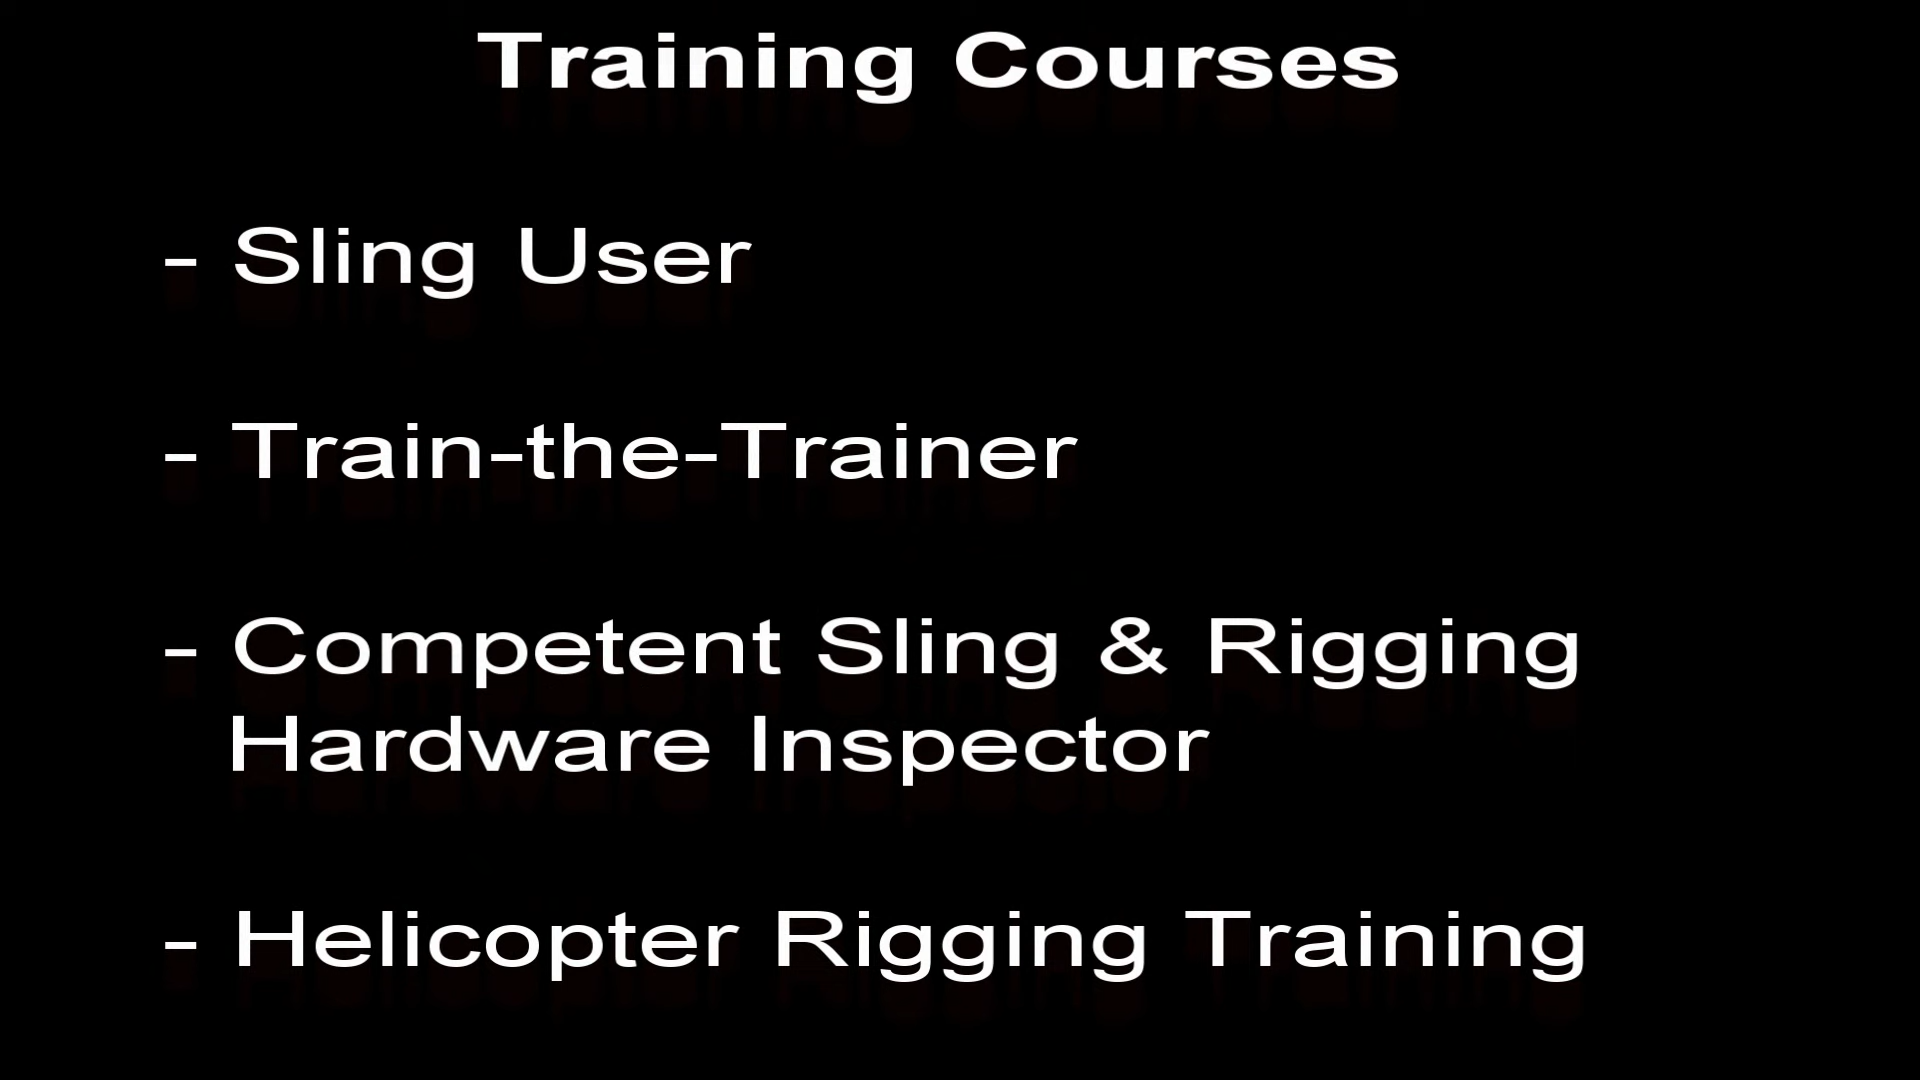 Training Courses
- Sling User
- Train-the-Trainer
- Competent Sling & Rigging
Hardware Inspector
- Helicopter Rigging Training